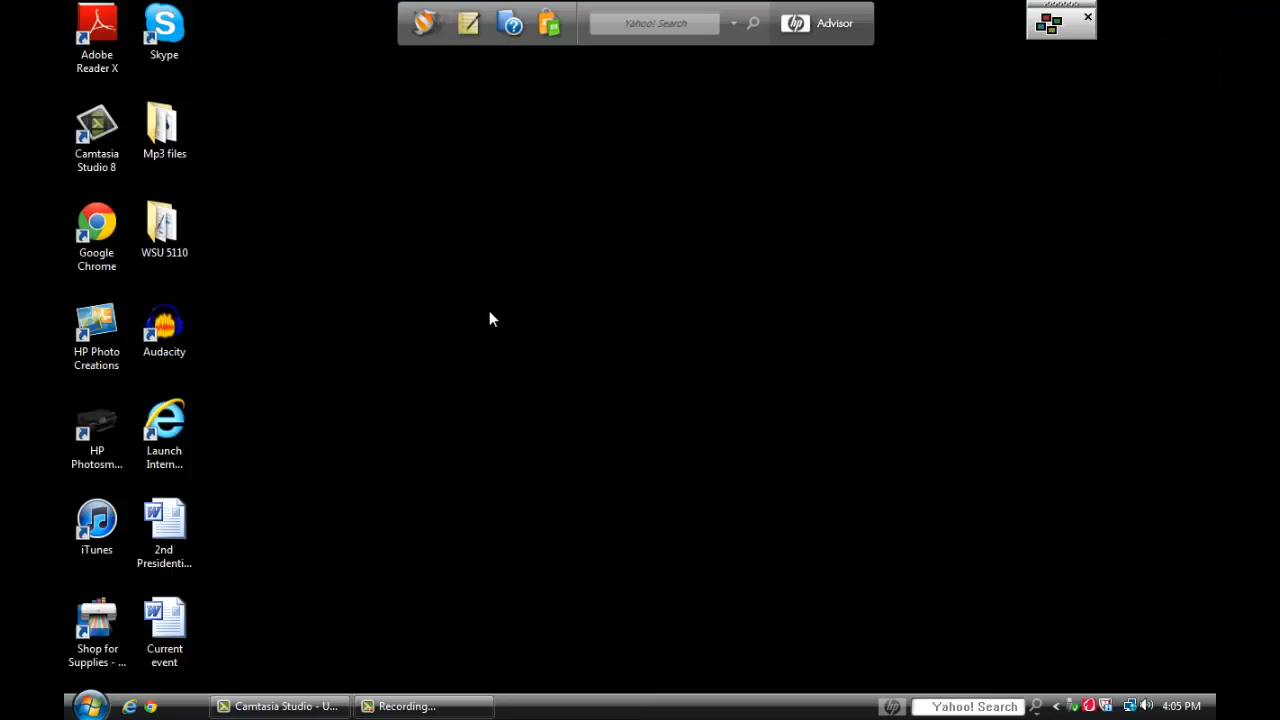 Yahoo! Search
hp Advisor
Adobe
Reader X
Skype
Camtasia
Studio 8
Mp3 files
Google
Chrome
WSU 5110
HP Photo
Creations
Audacity
HP
Photosm...
Launch
Intern...
iTunes
2nd
Presidenti...
Shop for
Supplies - ...
Current
event
Camtasia Studio - U...
Recording...
hp
Yahoo! Search
4:05 PM